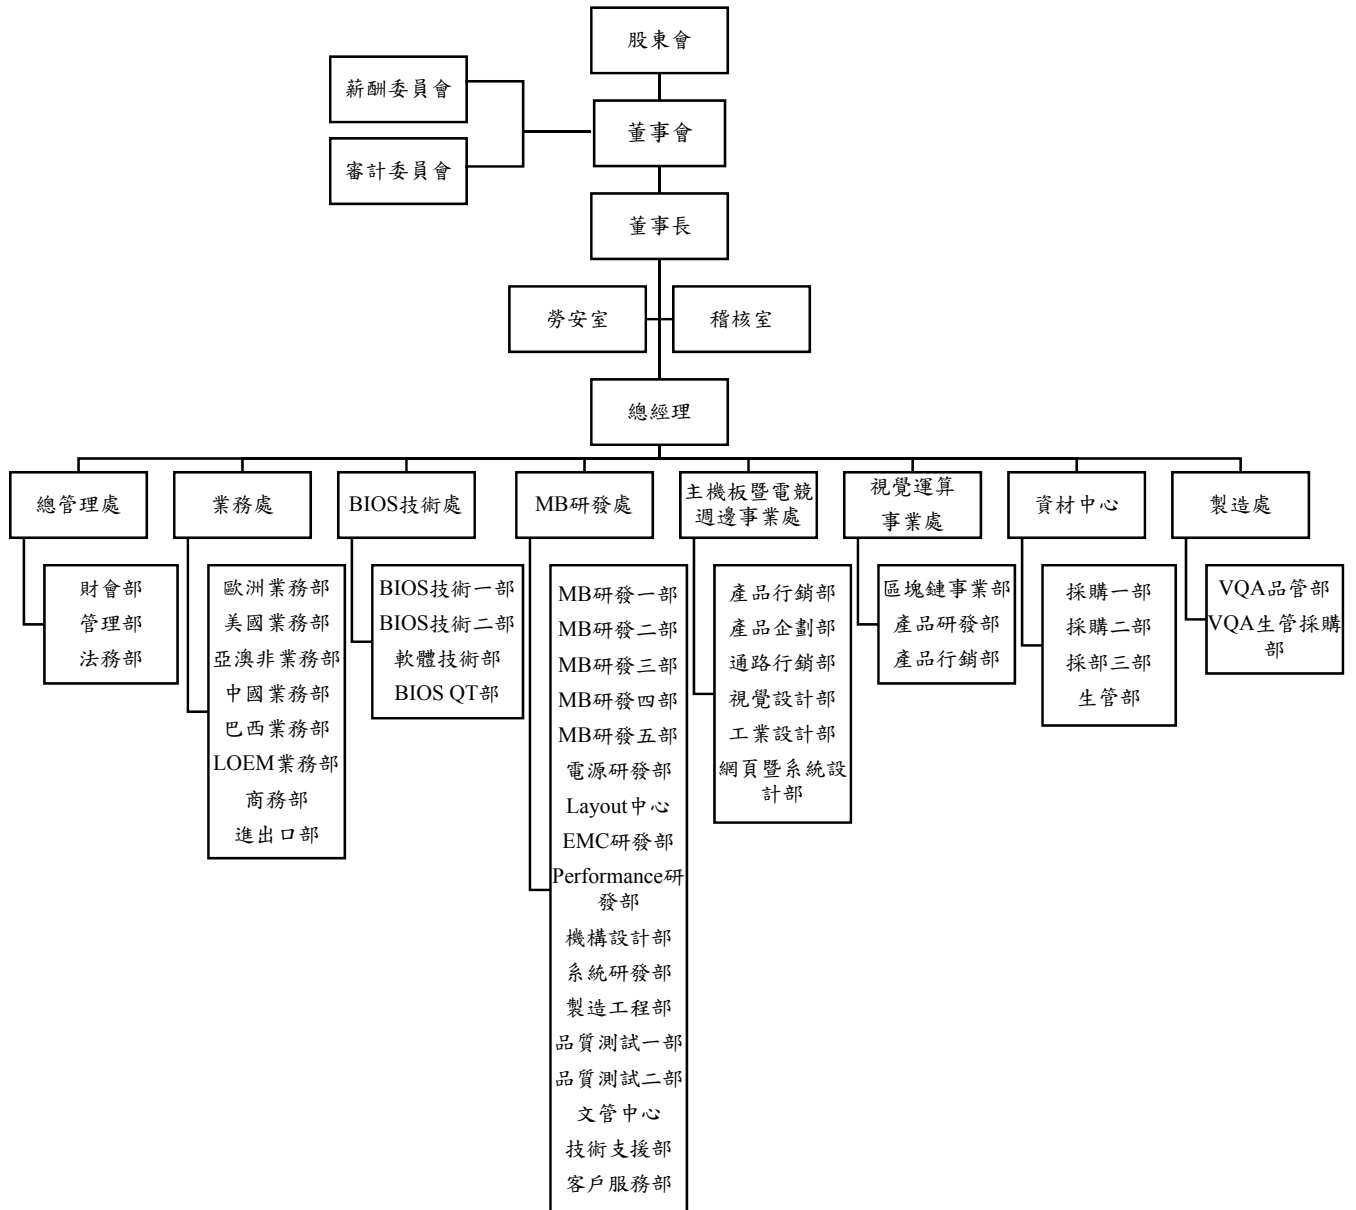 股東會
薪酬委員會
董事會
審計委員會
董事長
勞安室
稽核室
總經理
總管理處
業務處
BIOS技術處
MB研發處
主機板暨電競
週邊事業處
視覺運算
事業處
資材中心
製造處
財會部
管理部
法務部
歐洲業務部
美國業務部
亞澳非業務部
中國業務部
巴西業務部
LOEM業務部
商務部
進出口部
BIOS技術一部
BIOS技術二部
軟體技術部
BIOS QT部
MB研發一部
MB研發二部
MB研發三部
MB研發四部
MB研發五部
電源研發部
Layout中心
EMC研發部
Performance研
發部
機構設計部
系統研發部
製造工程部
品質測試一部
品質測試二部
文管中心
技術支援部
客戶服務部
產品行銷部
產品企劃部
通路行銷部
視覺設計部
工業設計部
網頁暨系統設
計部
區塊鏈事業部
產品研發部
產品行銷部
採購一部
採購二部
採部三部
生管部
VQA品管部
VQA生管採購
部